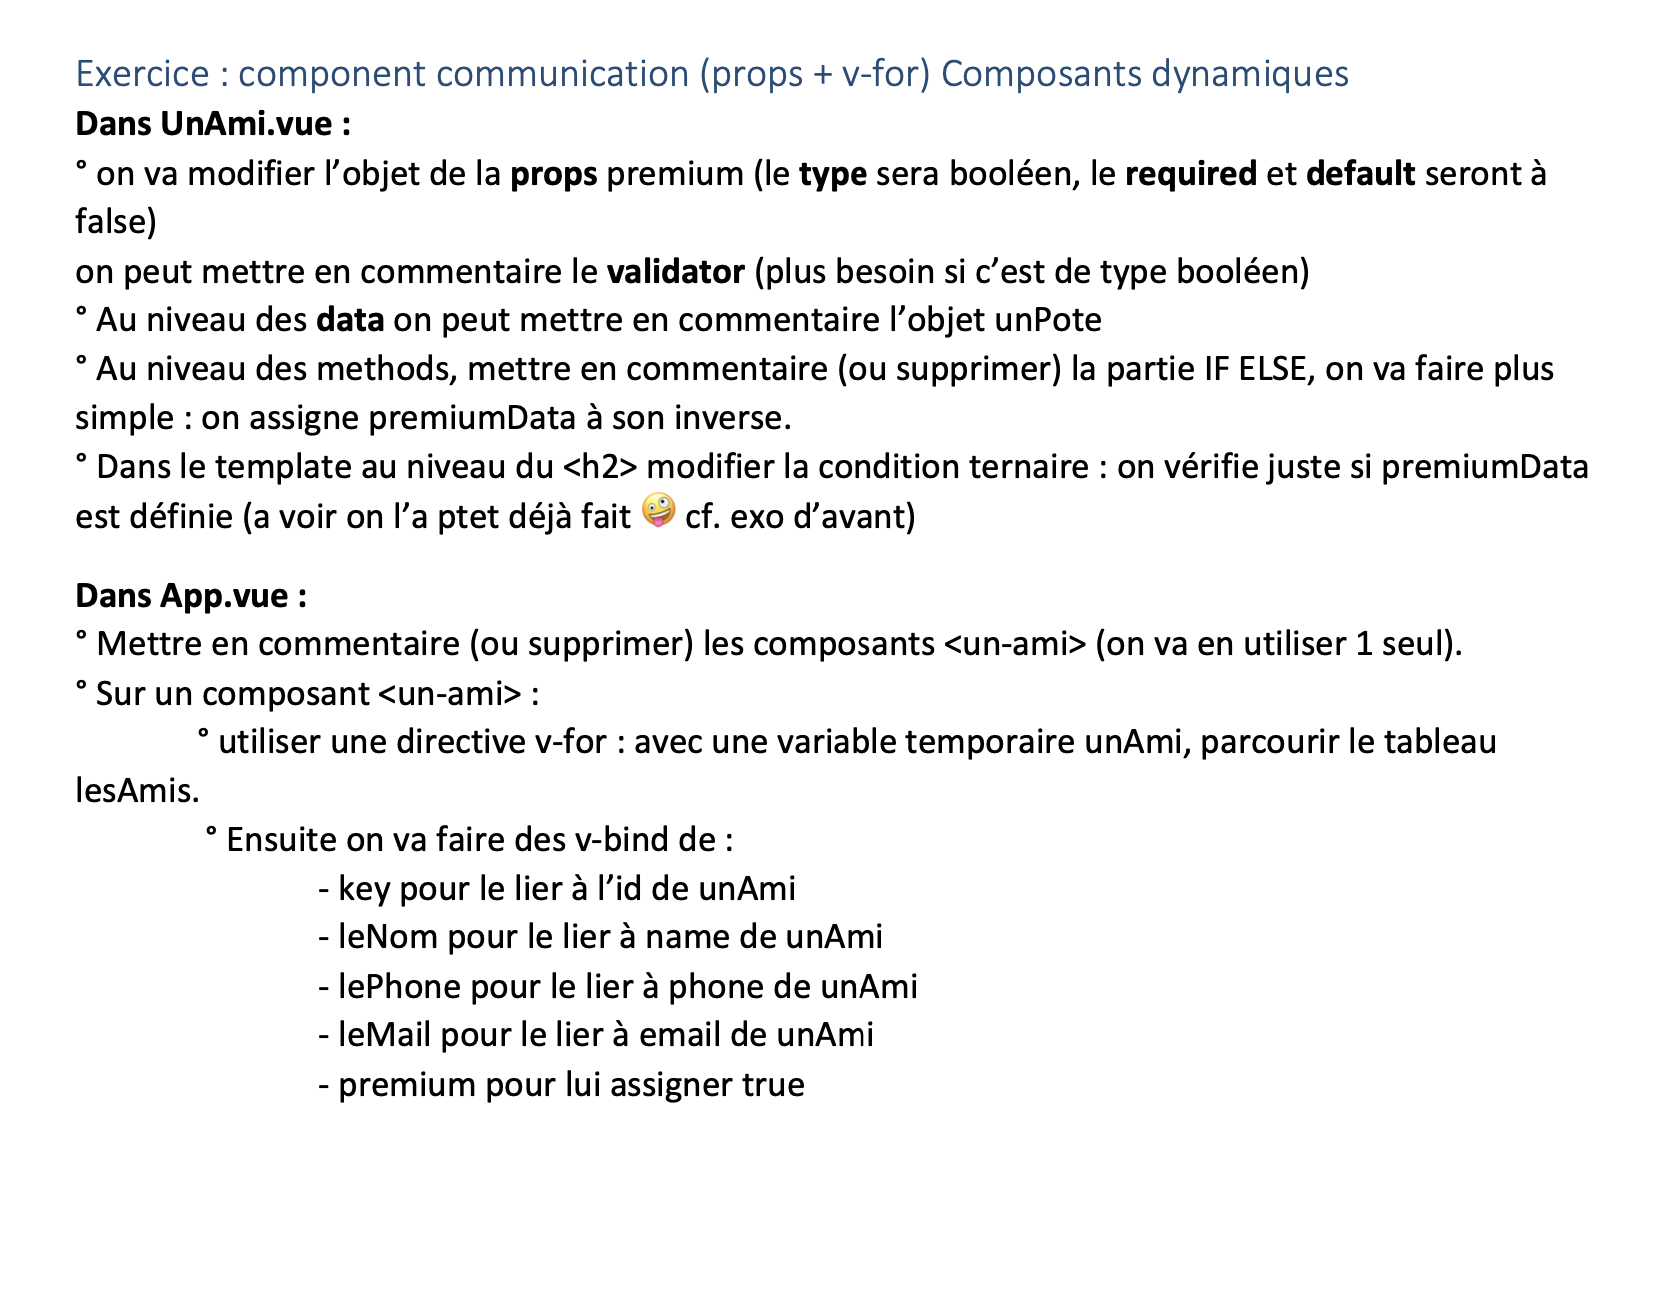 Exercice : component communication (props + v-for) Composants dynamiques
Dans UnAmi.vue :
° on va modifier l’objet de la props premium (le type sera booléen, le required et default seront à
false)
on peut mettre en commentaire le validator (plus besoin si c’est de type booléen)
° Au niveau des data on peut mettre en commentaire l’objet unPote
° Au niveau des methods, mettre en commentaire (ou supprimer) la partie IF ELSE, on va faire plus
simple : on assigne premiumData à son inverse.
° Dans le template au niveau du <h2> modifier la condition ternaire : on vérifie juste si premiumData
est définie (a voir on l’a ptet déjà fait 🤪 cf. exo d’avant)
Dans App.vue :
° Mettre en commentaire (ou supprimer) les composants <un-ami> (on va en utiliser 1 seul).
° Sur un composant <un-ami> :
° utiliser une directive v-for : avec une variable temporaire unAmi, parcourir le tableau
lesAmis.
° Ensuite on va faire des v-bind de :
- key pour le lier à l’id de unAmi
- leNom pour le lier à name de unAmi
- lePhone pour le lier à phone de unAmi
- leMail pour le lier à email de unAmi
- premium pour lui assigner true